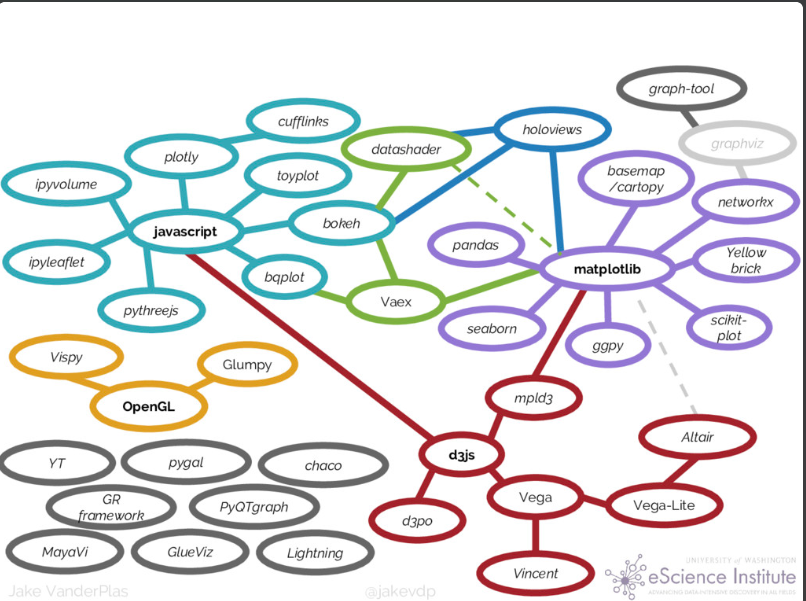 graph-tool
cufflinks
holoviews
graphviz
datashader
plotly
basemap
/cartopy
toyplot
ipyvolume
networkx
bokeh
javascript
pandas
Yellow
brick
ipyleaflet
matplotlib
bqplot
Vaex
pythreejs
seaborn
scikit-
plot
ggpy
Vispy
Glumpy
OpenGL
mpld3
Altair
d3js
YT
pygal
chaco
Vega
Vega-Lite
GR
framework
PyQTgraph
d3po
MayaVi
GlueViz
Lightning
Vincent
UNIVERSITY of WASHINGTON
eScience Institute
ADVANCING DATA-INTENSIVE DISCOVERY IN ALL FIELDS
Jake VanderPlas
@jakevdp